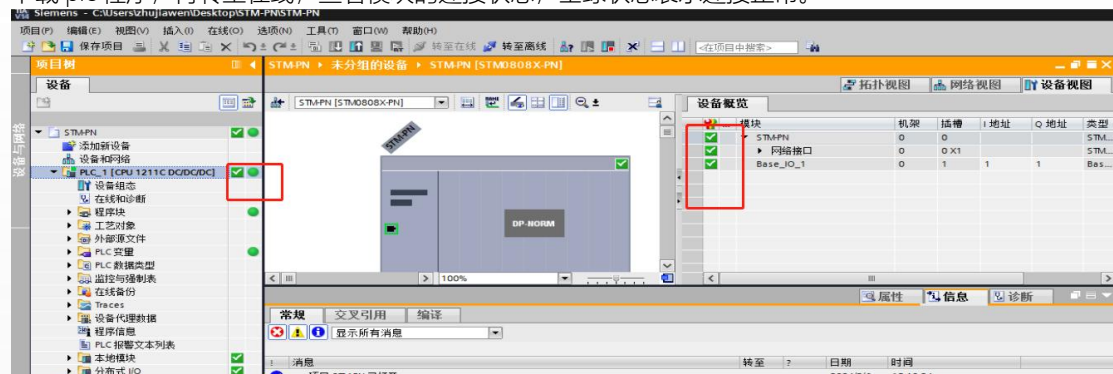 Siemens - C:\Users\zhujiawen\Desktop\STM-PN\STM-PN
项目(P) 编辑(E) 视图(V) 插入(I) 在线(O) 选项(N) 工具(T) 窗口(W) 帮助(H)
保存项目 转至在线 转至离线 <在项目中搜索>
项目树
STM-PN ▸ 未分组的设备 ▸ STM-PN [STM0808X-PN]
设备
拓扑视图 网络视图 设备视图
STM-PN [STM0808X-PN]
设备概览
设备与网络
模块 机架 插槽 I 地址 Q 地址 类型
STM-PN 0 0 STM...
网络接口 0 0 X1 STM...
Base_IO_1 0 1 1 1 Bas...
STM-PN
DP-NORM
100%
STM-PN
添加新设备
设备和网络
PLC_1 [CPU 1211C DC/DC/DC]
设备组态
在线和诊断
程序块
工艺对象
外部源文件
PLC 变量
PLC 数据类型
监控与强制表
在线备份
Traces
设备代理数据
程序信息
PLC 报警文本列表
本地模块
分布式 I/O
属性 信息 诊断
常规 交叉引用 编译
显示所有消息
! 消息 转至 ? 日期 时间